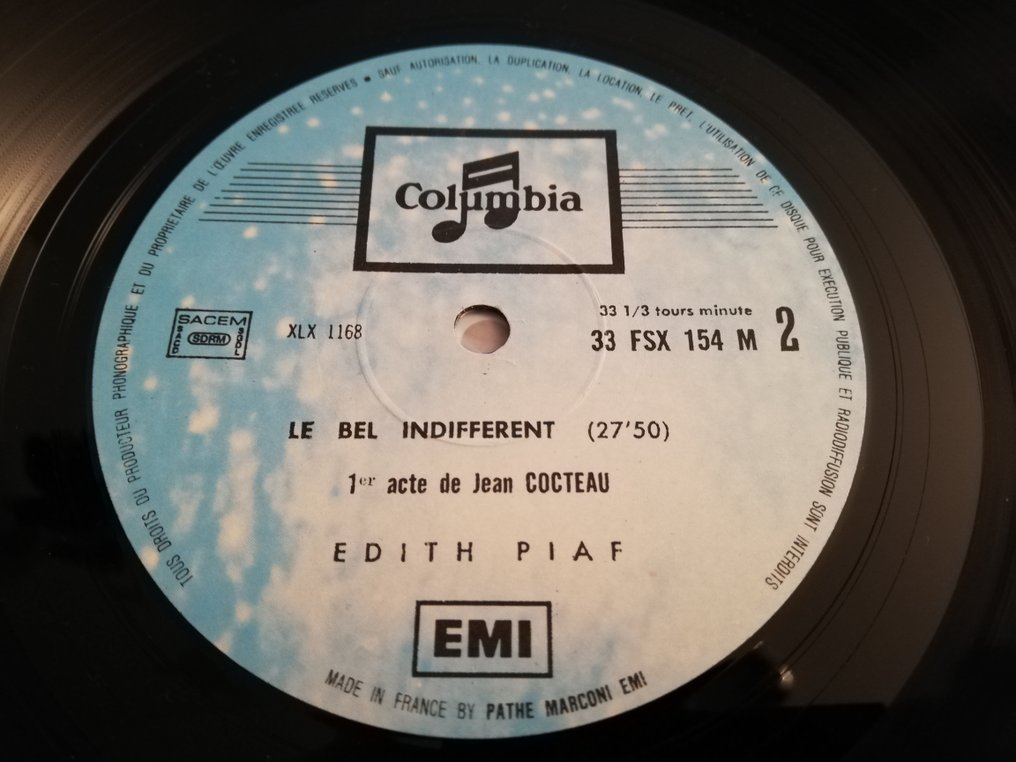 TOUS DROITS DU PRODUCTEUR PHONOGRAPHIQUE ET DU PROPRIETAIRE DE L'ŒUVRE ENREGISTREE RESERVES • SAUF AUTORISATION, LA DUPLICATION, LA LOCATION, LE PRET, L'UTILISATION DE CE DISQUE POUR EXECUTION PUBLIQUE ET RADIODIFFUSION SONT INTERDITS
Columbia
SACEM
SACD
SDRM
SGDL
XLX 1168
33 1/3 tours minute
33 FSX 154 M 2
LE BEL INDIFFERENT (27'50)
1er acte de Jean COCTEAU
EDITH PIAF
EMI
MADE IN FRANCE BY PATHE MARCONI EMI